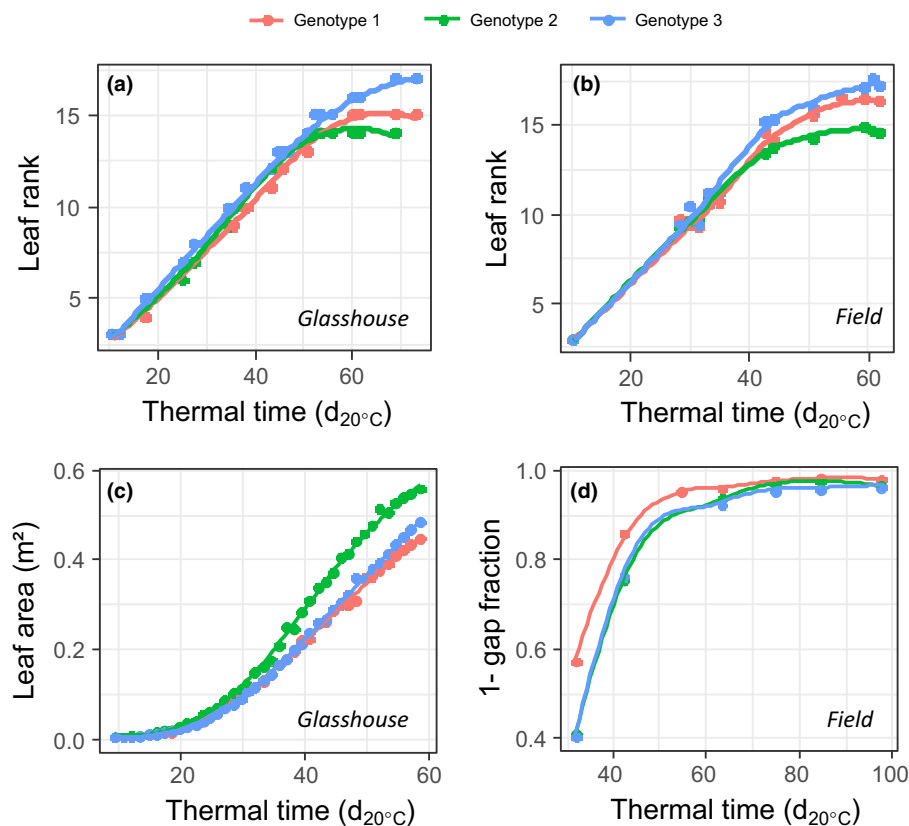 Genotype 1 Genotype 2 Genotype 3
(a)
Leaf rank
15
10
5
Glasshouse
20 40 60
Thermal time (d20°C)
(b)
Leaf rank
15
10
5
Field
20 40 60
Thermal time (d20°C)
(c)
Leaf area (m²)
0.6
0.4
0.2
0.0
Glasshouse
20 40 60
Thermal time (d20°C)
(d)
1- gap fraction
1.0
0.8
0.6
0.4
Field
40 60 80 100
Thermal time (d20°C)